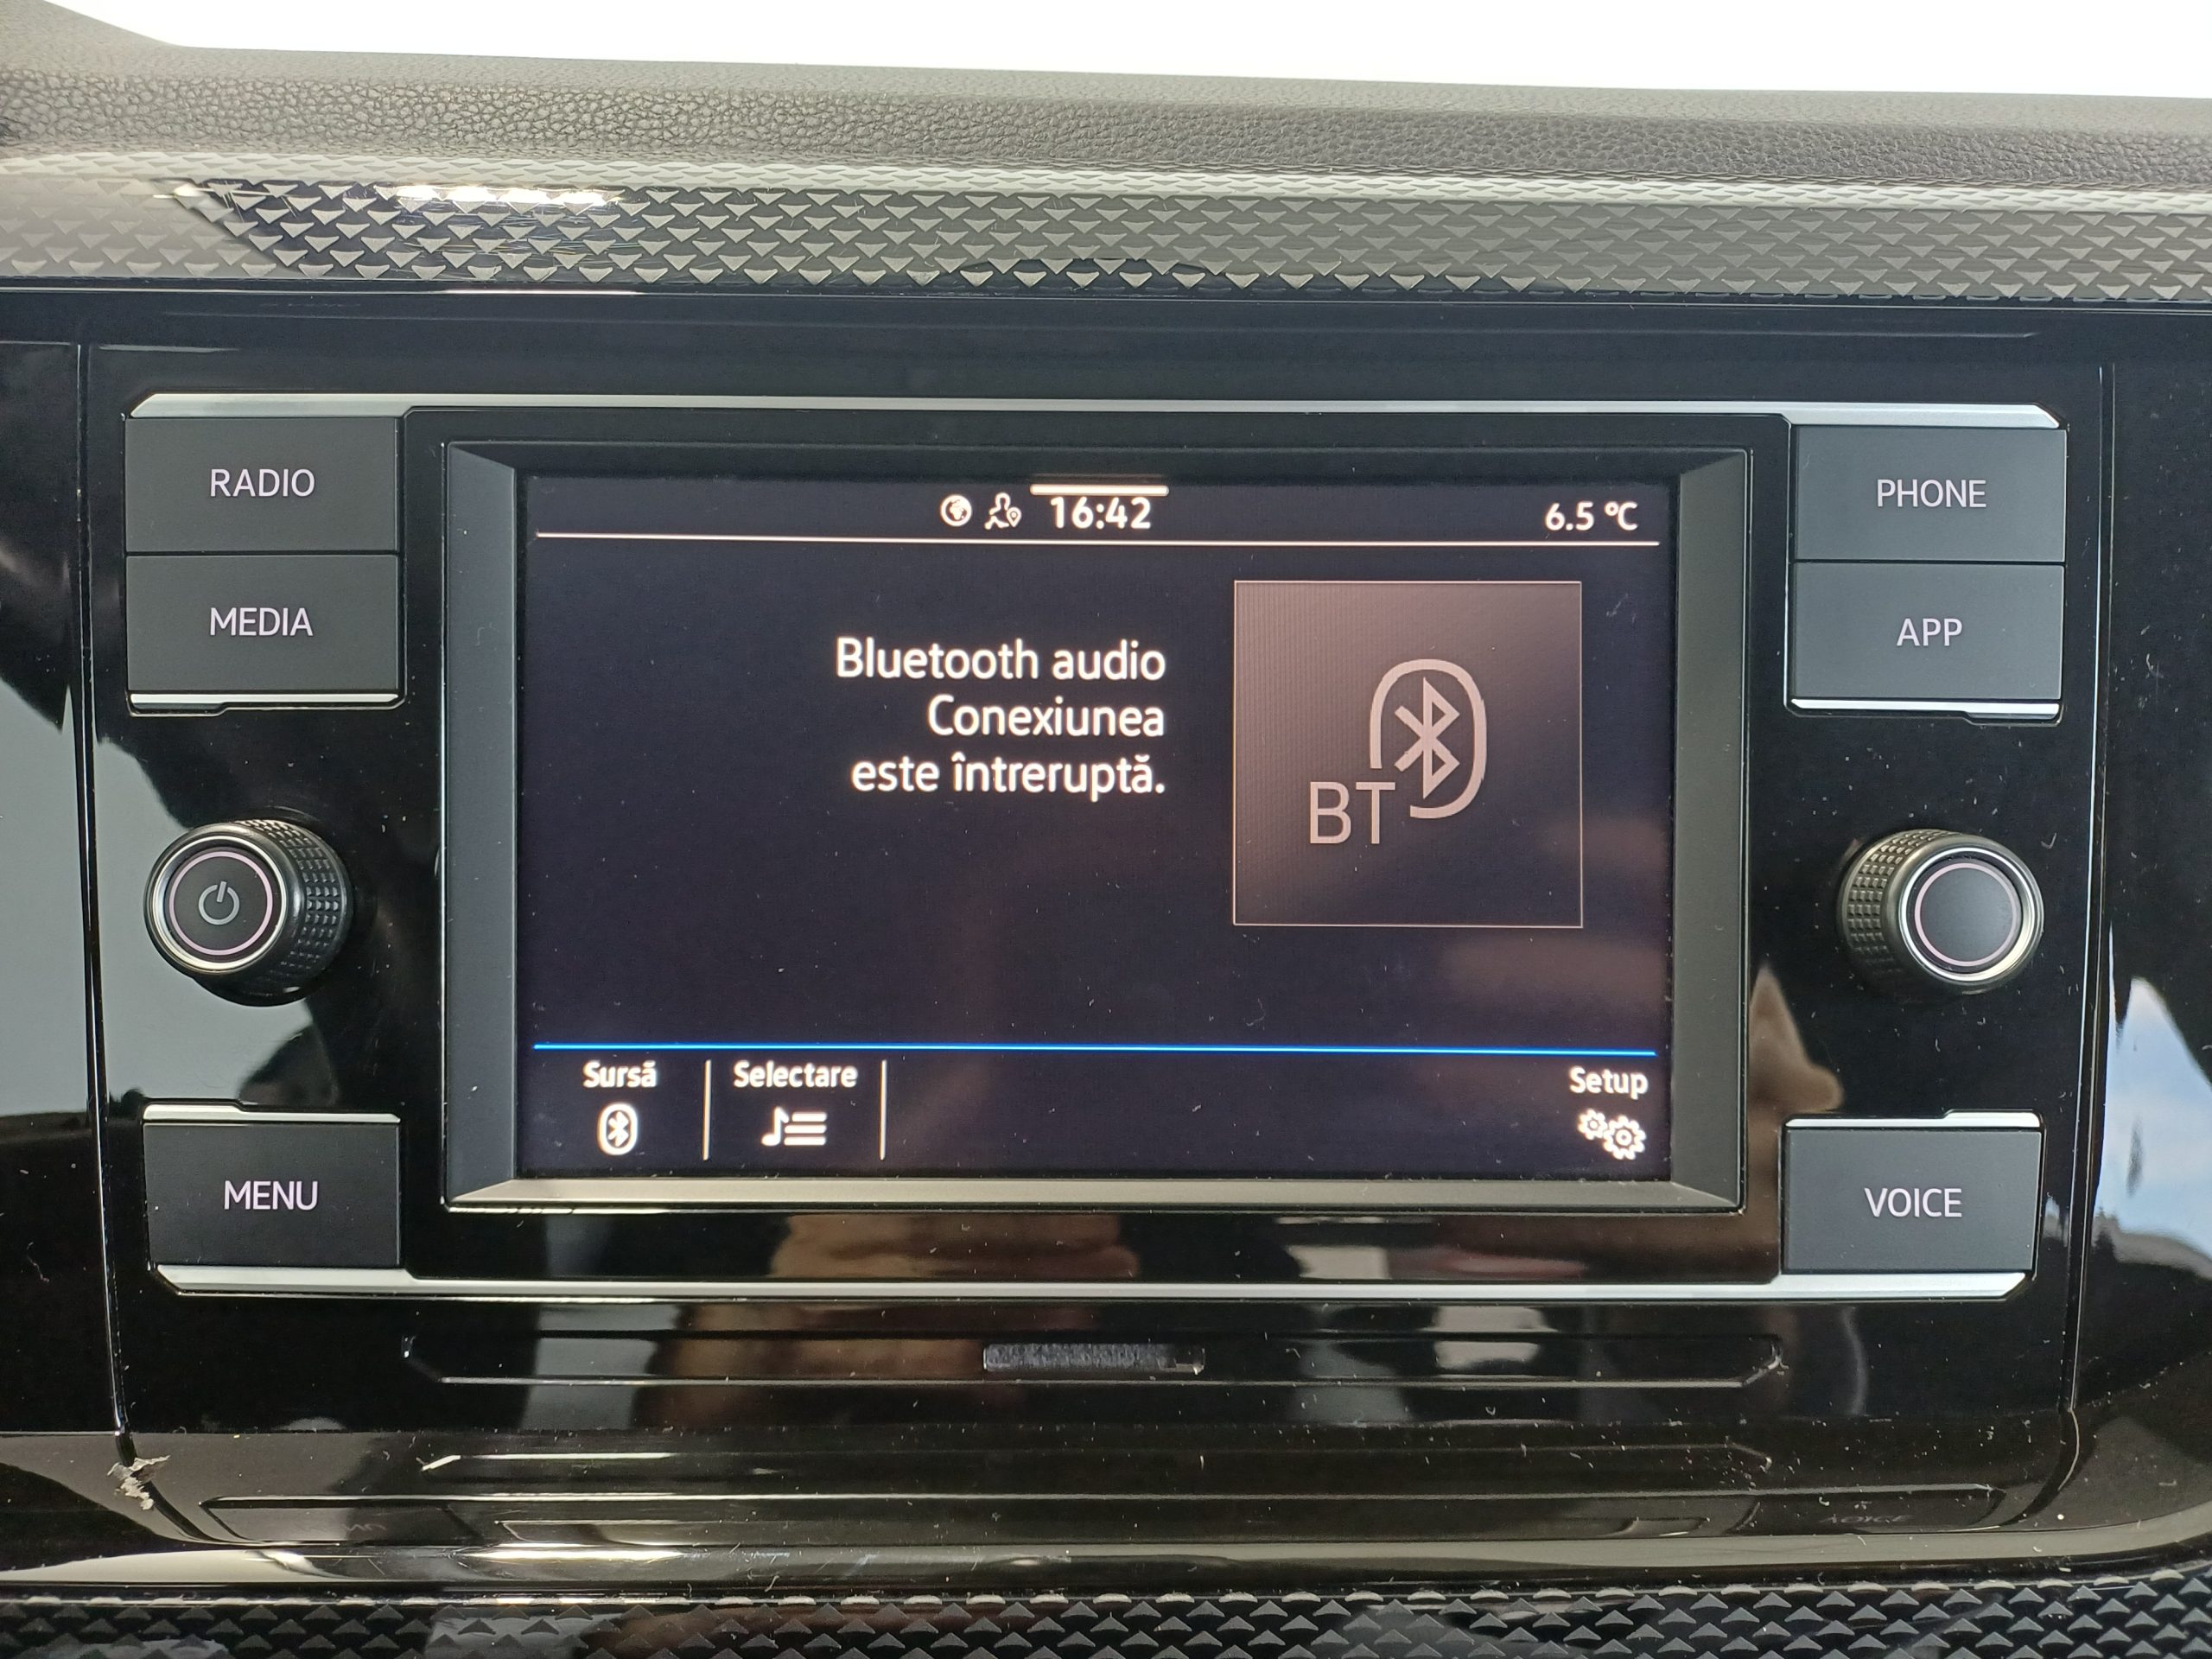 RADIO
MEDIA
MENU
16:42
6.5 °C
Bluetooth audio
Conexiunea
este întreruptă.
BT
Sursă
Selectare
Setup
PHONE
APP
VOICE